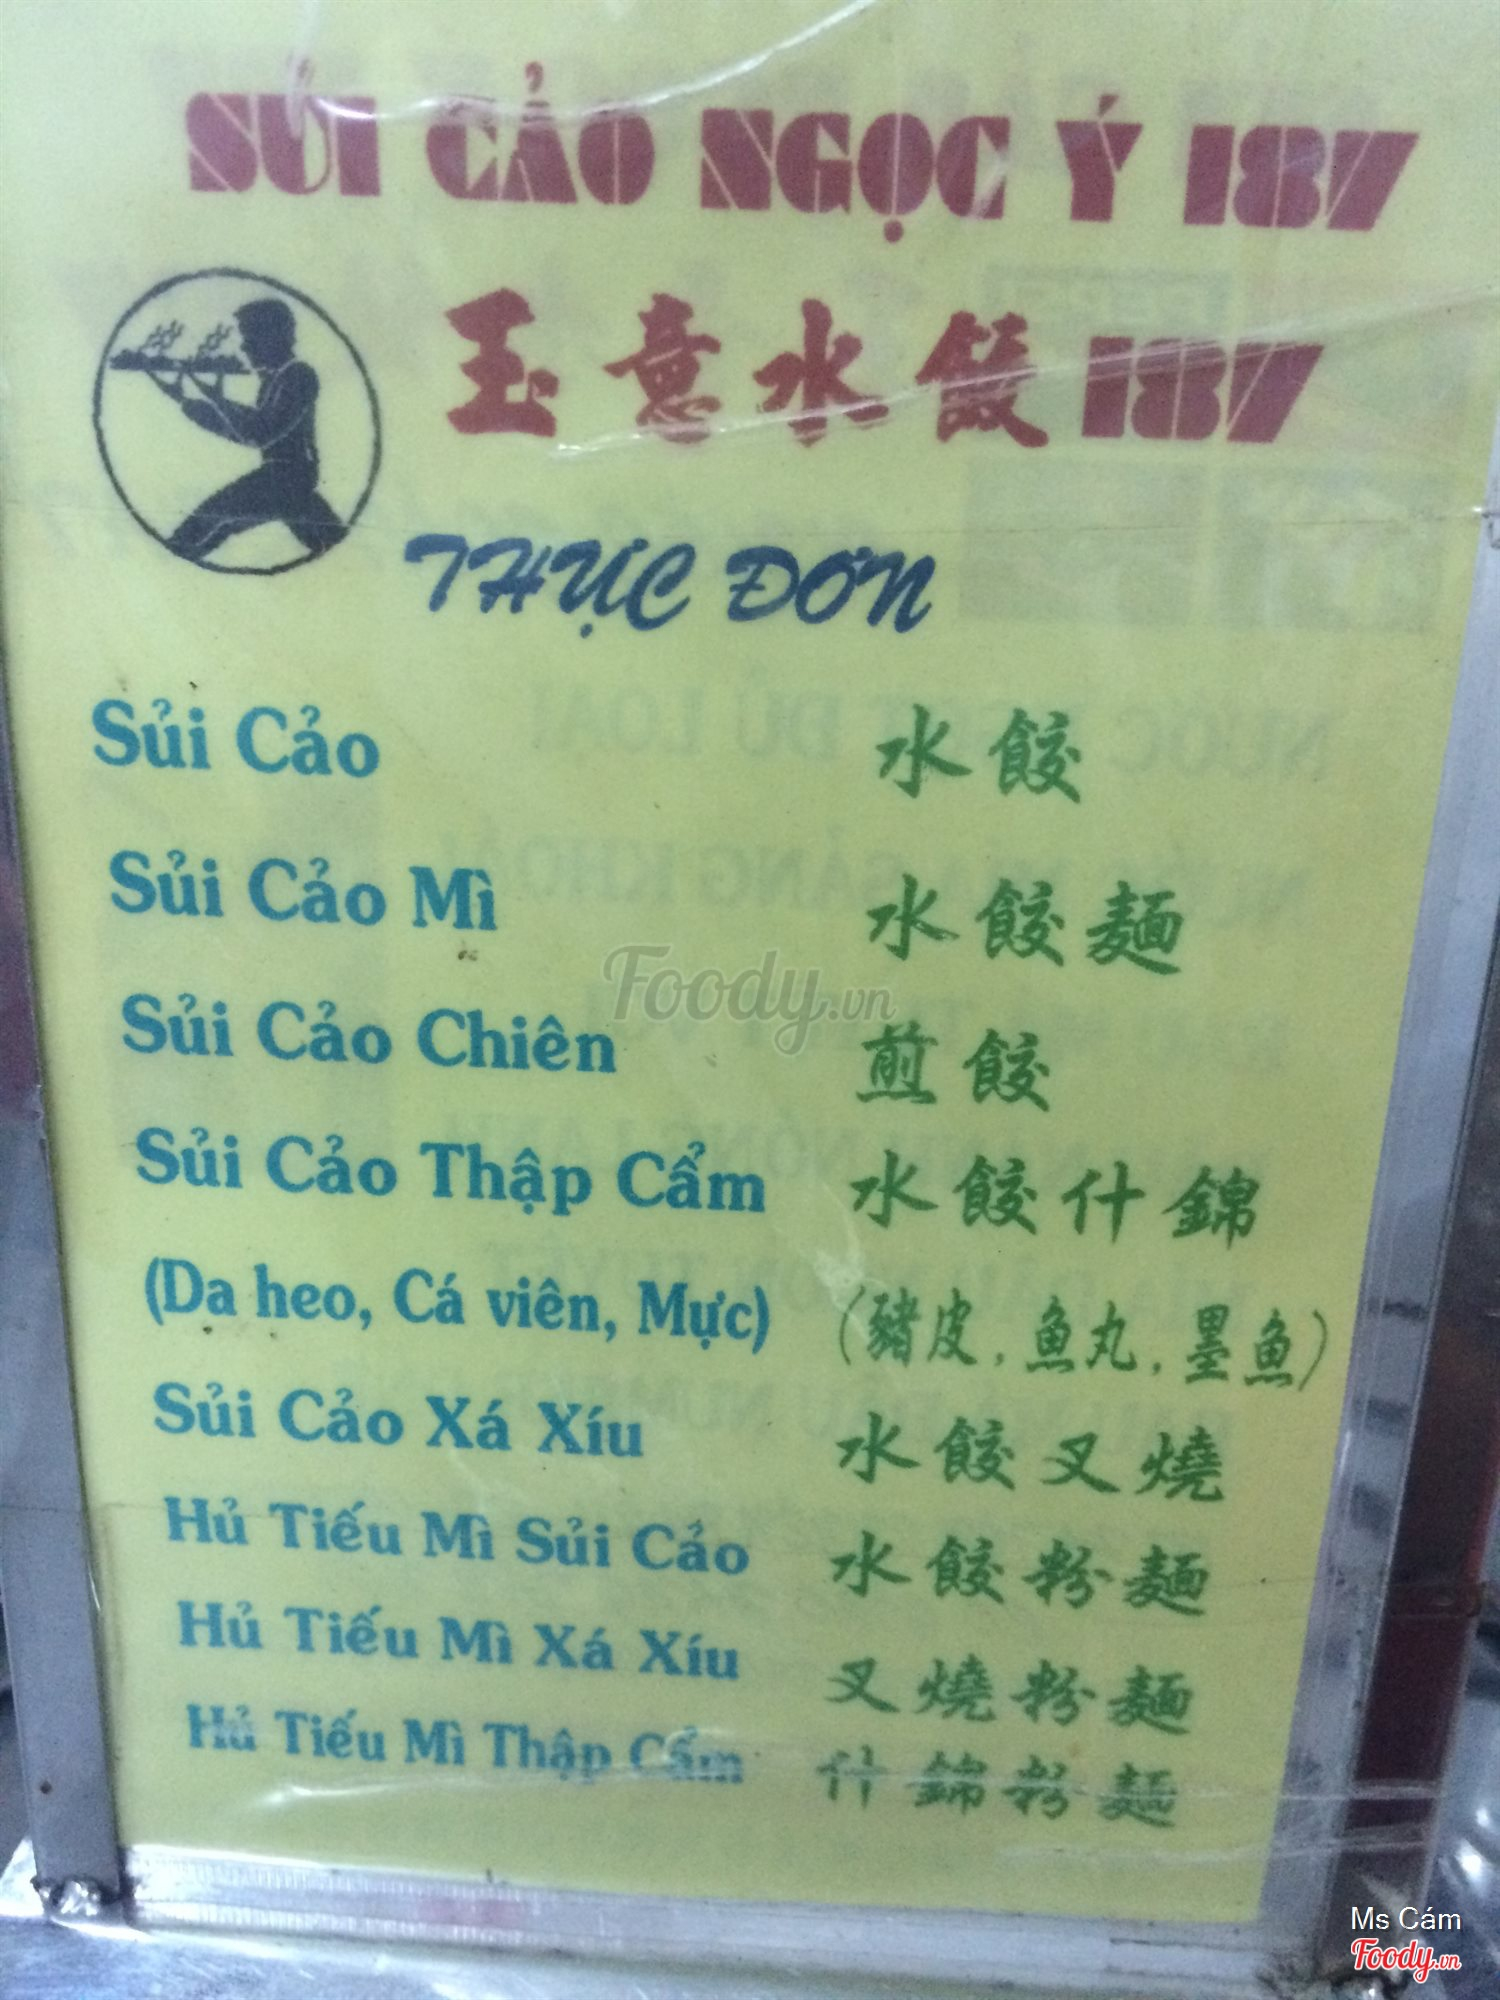 SỦI CẢO NGỌC Ý 187
玉意水餃 187
THỰC ĐƠN
Sủi Cảo 水餃
Sủi Cảo Mì 水餃麵
Foody.vn
Sủi Cảo Chiên 煎餃
Sủi Cảo Thập Cẩm 水餃什錦
(Da heo, Cá viên, Mực) (豬皮,魚丸,墨魚)
Sủi Cảo Xá Xíu 水餃叉燒
Hủ Tiếu Mì Sủi Cảo 水餃粉麵
Hủ Tiếu Mì Xá Xíu 叉燒粉麵
Hủ Tiếu Mì Thập Cẩm 什錦粉麵
Ms Cám
Foody.vn